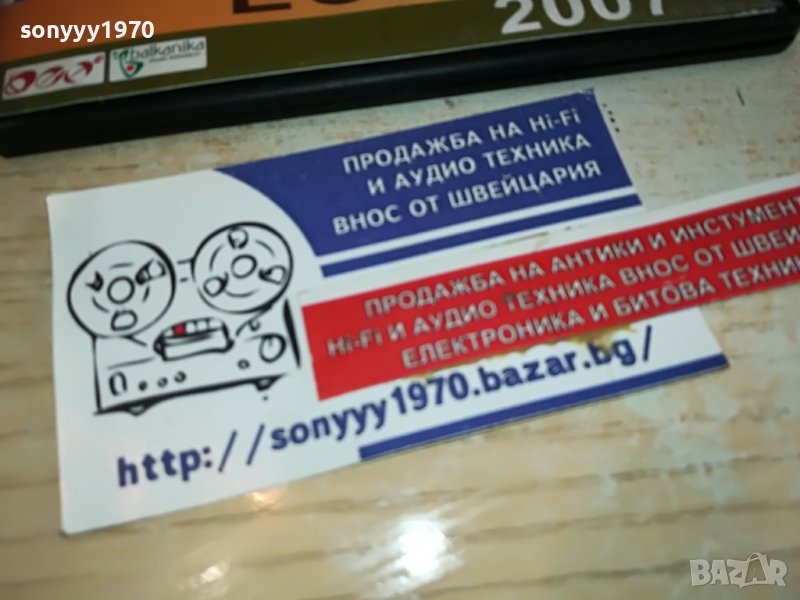 sonyyy1970
2007
balkanika
ПРОДАЖБА НА Hi-Fi
И АУДИО ТЕХНИКА
ВНОС ОТ ШВЕЙЦАРИЯ
ПРОДАЖБА НА АНТИКИ И ИНСТУМЕНТ
Hi-Fi И АУДИО ТЕХНИКА ВНОС ОТ ШВЕЙ
ЕЛЕКТРОНИКА И БИТОВА ТЕХНИ
http://sonyyy1970.bazar.bg/
BAZAR